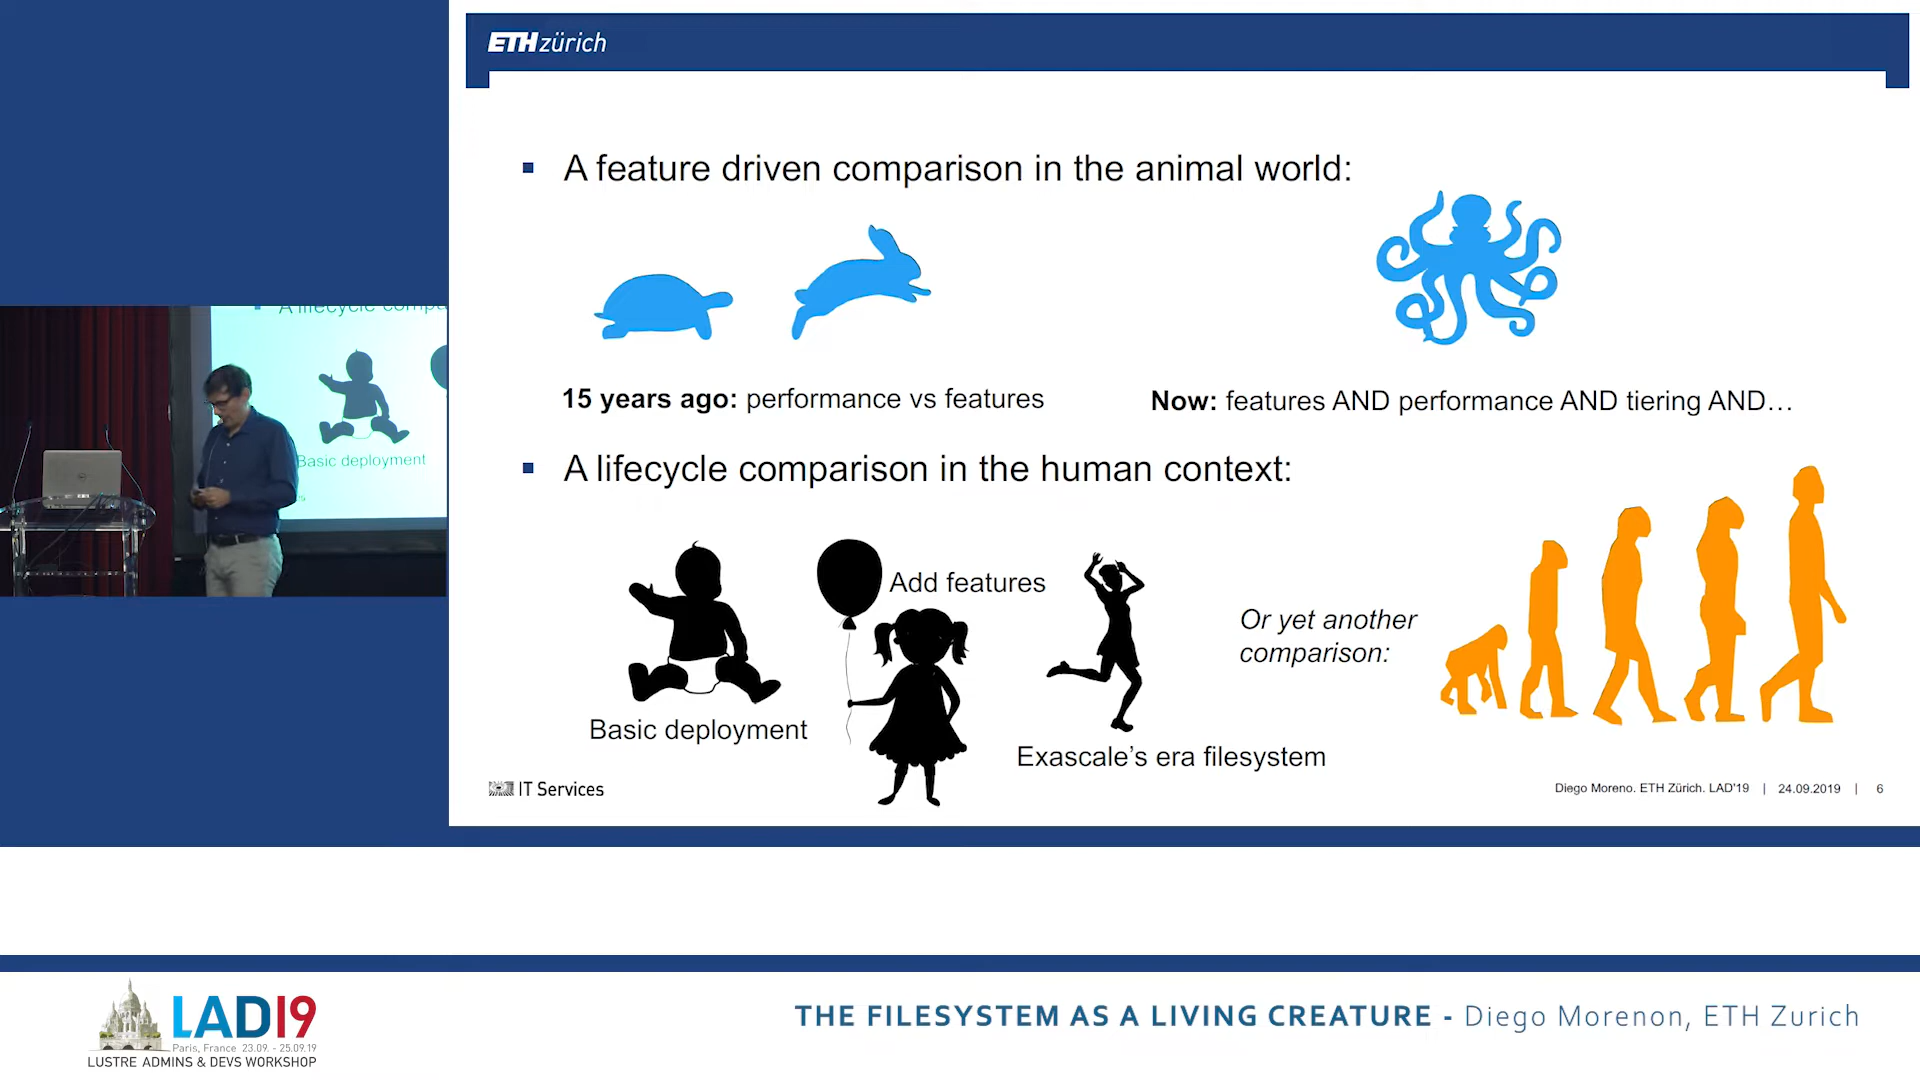 ETH zürich
A feature driven comparison in the animal world:
15 years ago: performance vs features
Now: features AND performance AND tiering AND...
A lifecycle comparison in the human context:
Add features
Or yet another
comparison:
Basic deployment
Exascale's era filesystem
IT Services
Diego Moreno. ETH Zürich. LAD'19 | 24.09.2019 | 6
A lifecycle compa
Basic deployment
LAD19
Paris, France 23.09. - 25.09.19
LUSTRE ADMINS & DEVS WORKSHOP
THE FILESYSTEM AS A LIVING CREATURE - Diego Morenon, ETH Zurich